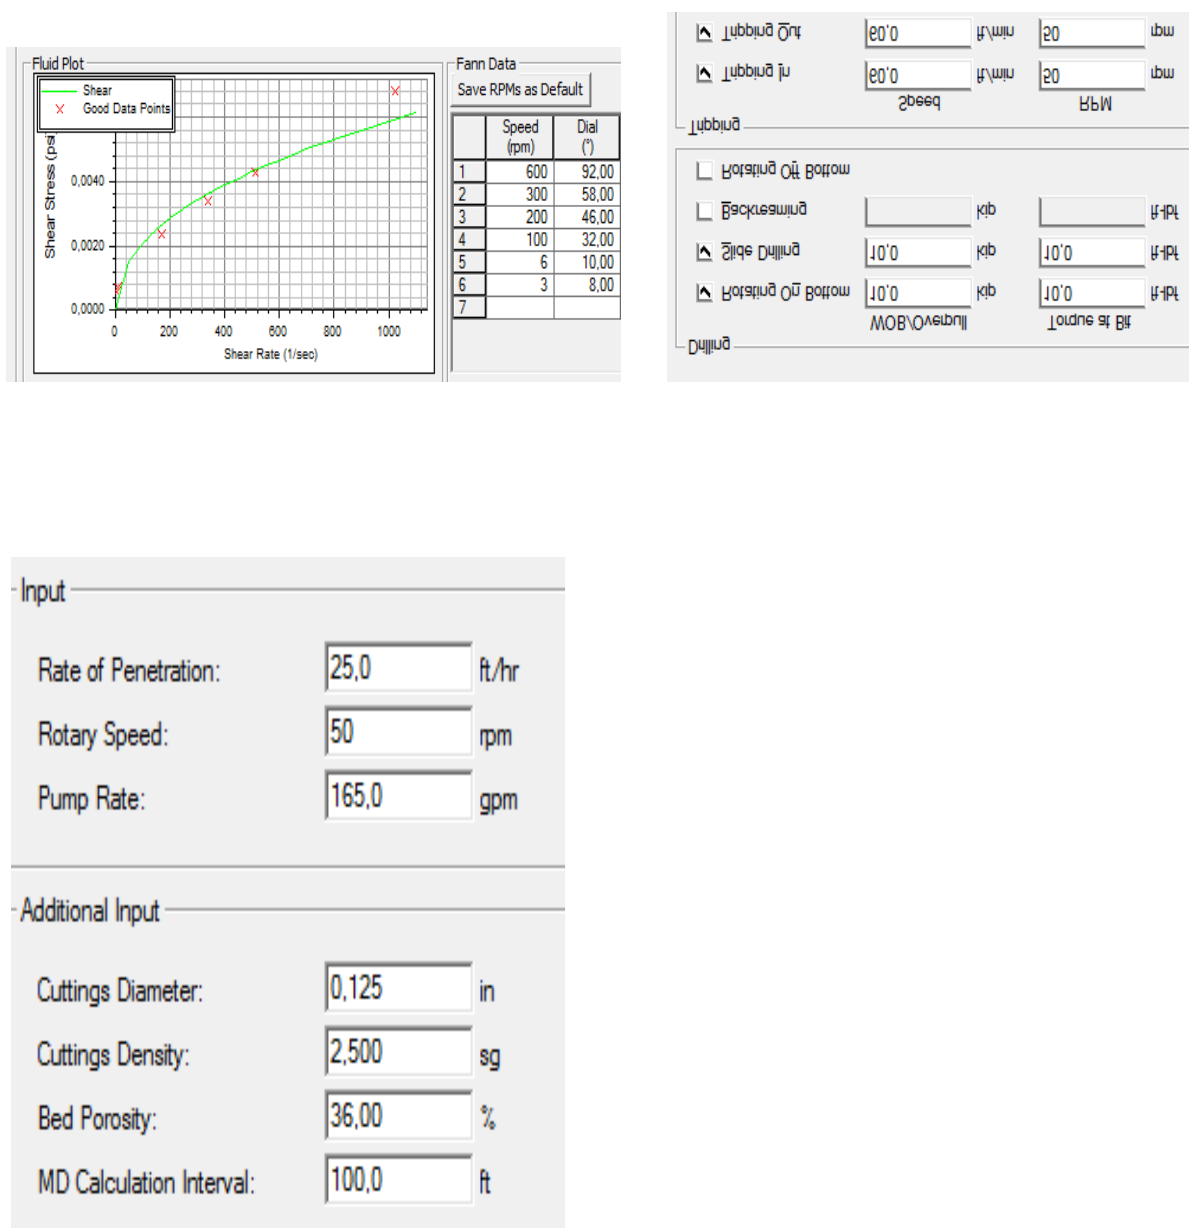 Fluid Plot
Shear
Good Data Points
Shear Stress (psi)
0,0040
0,0020
0,0000
0 200 400 600 800 1000
Shear Rate (1/sec)
Fann Data
Save RPMs as Default
Speed (rpm) Dial (°)
1 600 92,00
2 300 58,00
3 200 46,00
4 100 32,00
5 6 10,00
6 3 8,00
7
Drilling
WOB/Overpull Torque at Bit
Rotating On Bottom 10,0 kip 10,0 ft-lbf
Slide Drilling 10,0 kip 10,0 ft-lbf
Backreaming kip ft-lbf
Rotating Off Bottom
Tripping
Speed RPM
Tripping In 60,0 ft/min 50 rpm
Tripping Out 60,0 ft/min 50 rpm
Input
Rate of Penetration: 25,0 ft/hr
Rotary Speed: 50 rpm
Pump Rate: 165,0 gpm
Additional Input
Cuttings Diameter: 0,125 in
Cuttings Density: 2,500 sg
Bed Porosity: 36,00 %
MD Calculation Interval: 100,0 ft